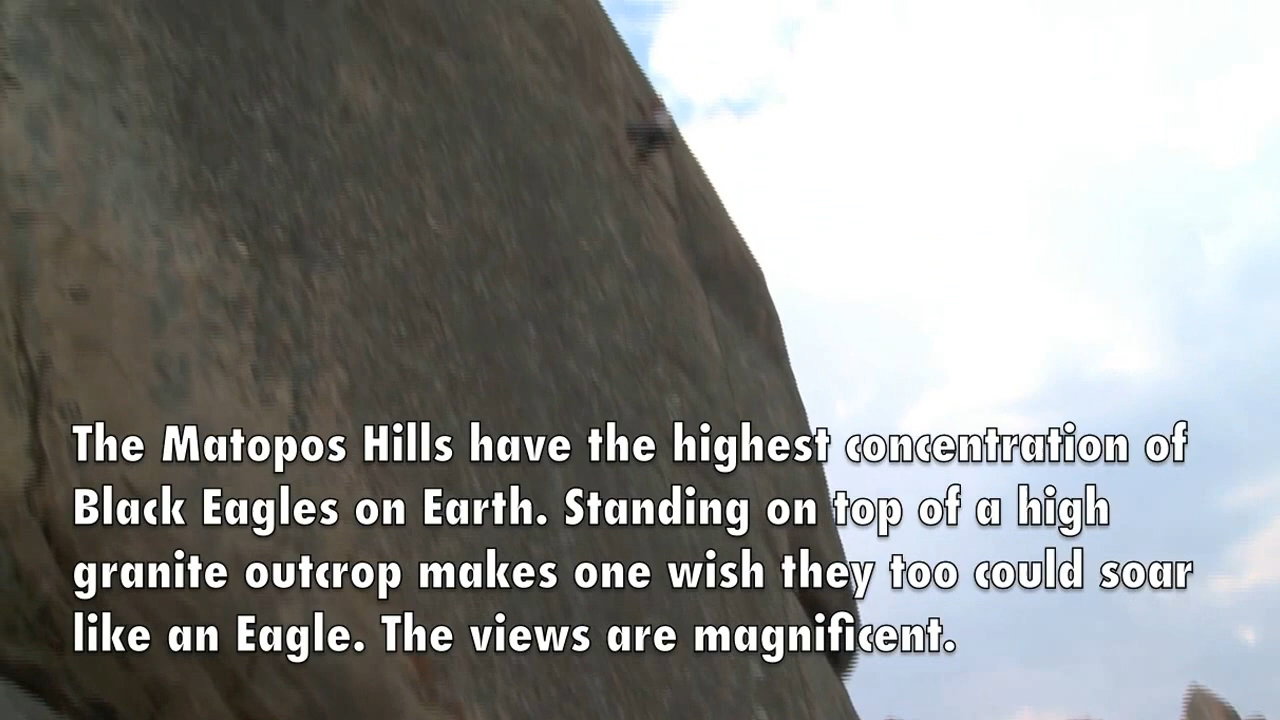 The Matopos Hills have the highest concentration of
Black Eagles on Earth. Standing on top of a high
granite outcrop makes one wish they too could soar
like an Eagle. The views are magnificent.